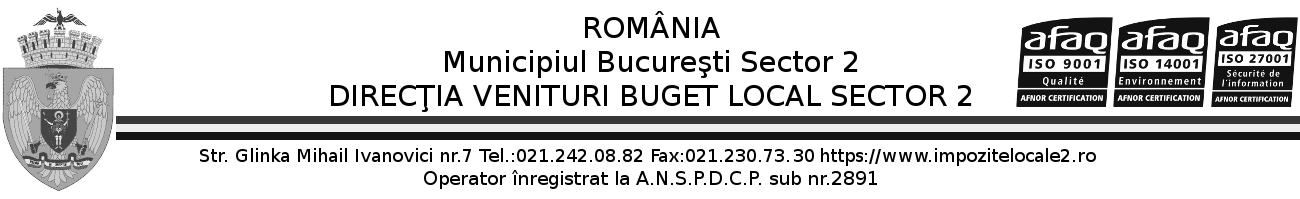 ROMÂNIA
Municipiul Bucureşti Sector 2
DIRECŢIA VENITURI BUGET LOCAL SECTOR 2
afaq
ISO 9001
Qualité
AFNOR CERTIFICATION
afaq
ISO 14001
Environnement
AFNOR CERTIFICATION
afaq
ISO 27001
Sécurité de
l'information
AFNOR CERTIFICATION
Str. Glinka Mihail Ivanovici nr.7 Tel.:021.242.08.82 Fax:021.230.73.30 https://www.impozitelocale2.ro
Operator înregistrat la A.N.S.P.D.C.P. sub nr.2891